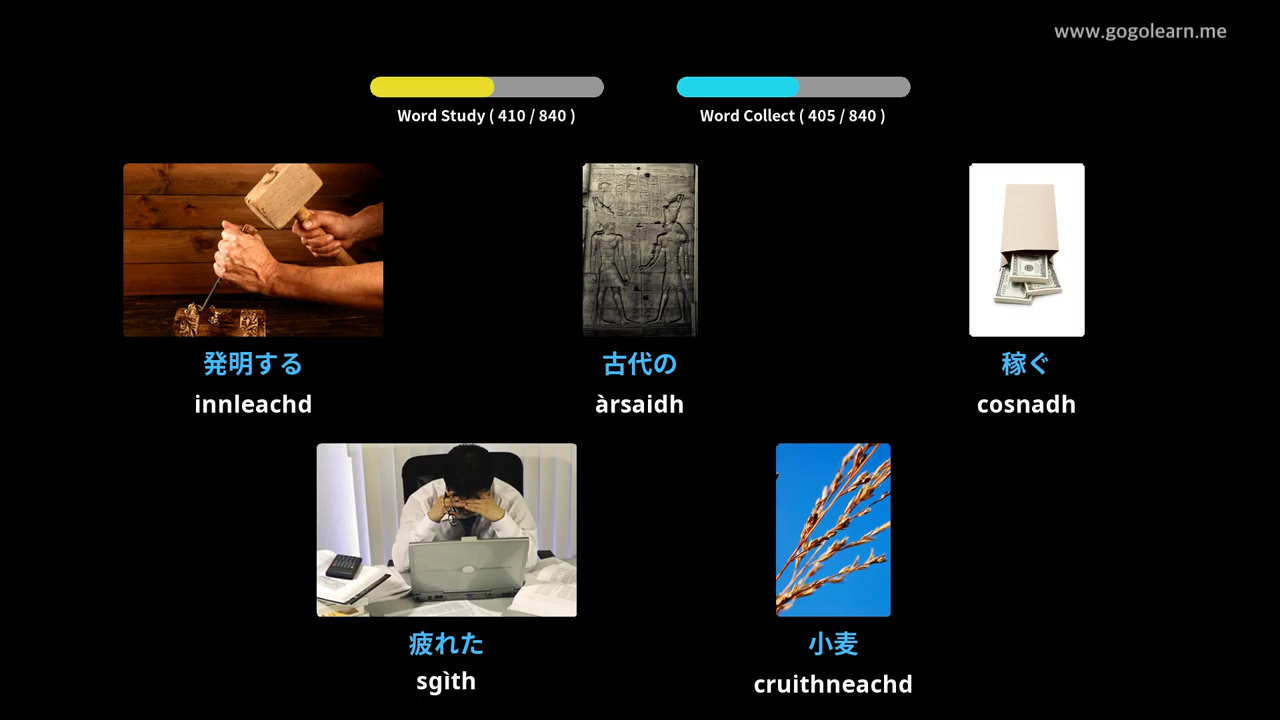 www.gogolearn.me
Word Study ( 410 / 840 )
Word Collect ( 405 / 840 )
発明する
innleachd
古代の
àrsaidh
稼ぐ
cosnadh
疲れた
sgìth
小麦
cruithneachd